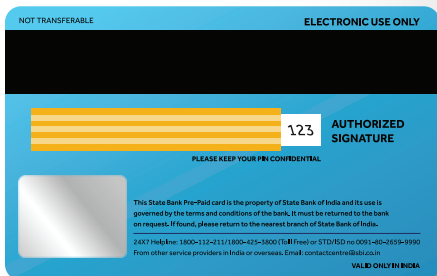 NOT TRANSFERABLE
ELECTRONIC USE ONLY
123
AUTHORIZED
SIGNATURE
PLEASE KEEP YOUR PIN CONFIDENTIAL
This State Bank Pre-Paid card is the property of State Bank of India and its use is
governed by the terms and conditions of the bank. It must be returned to the bank
on request. If found, please return to the nearest branch of State Bank of India.
24X7 Helpline: 1800-112-211/1800-425-3800 (Toll Free) or STD/ISD no 0091-80-2659-9990
From other service providers in India or overseas. Email: contactcentre@sbi.co.in
VALID ONLY IN INDIA